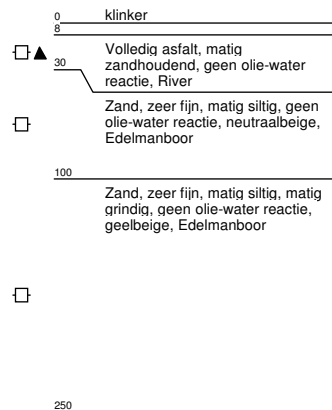 0 klinker
8
Volledig asfalt, matig
30 zandhoudend, geen olie-water
reactie, River
Zand, zeer fijn, matig siltig, geen
olie-water reactie, neutraalbeige,
Edelmanboor
100
Zand, zeer fijn, matig siltig, matig
grindig, geen olie-water reactie,
geelbeige, Edelmanboor
250